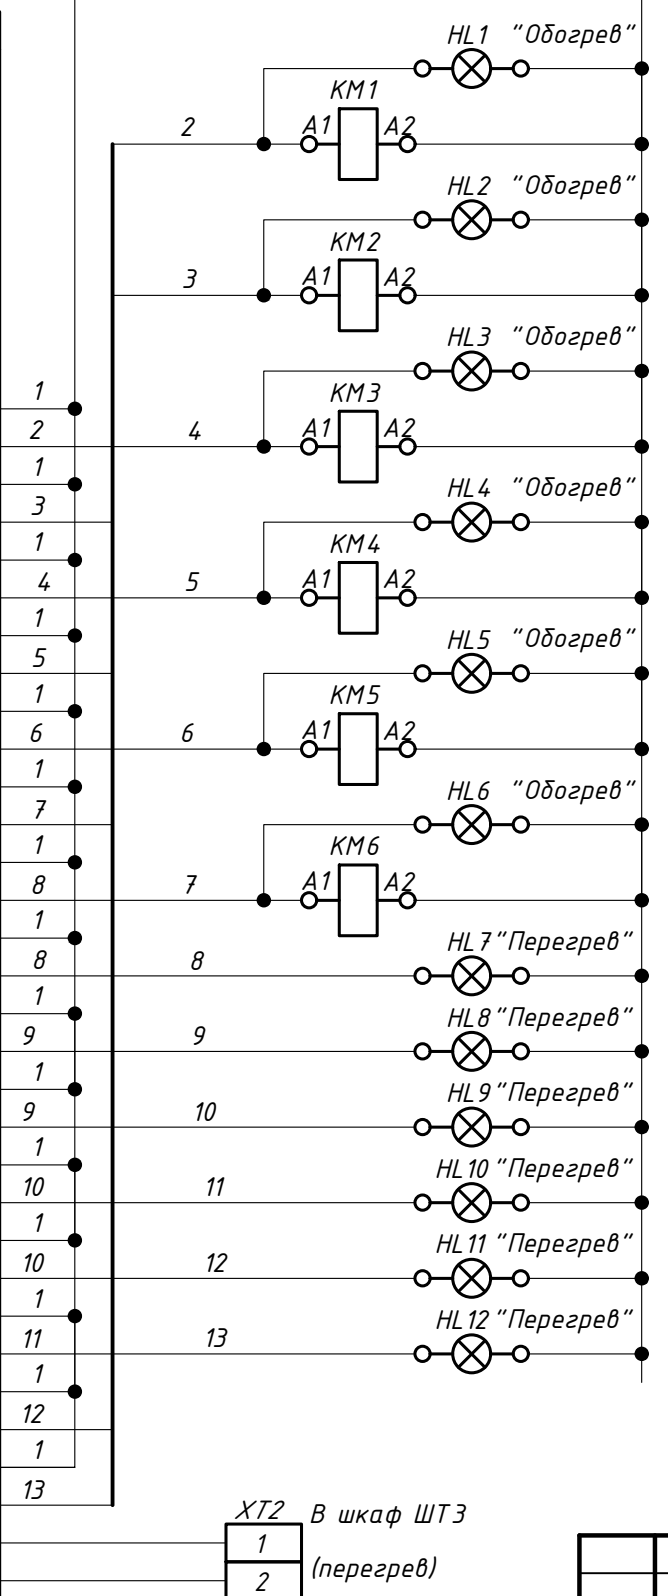 HL1 "Обогрев"
KM1
2 A1 A2
HL2 "Обогрев"
KM2
3 A1 A2
HL3 "Обогрев"
1 KM3
2 4 A1 A2
1 HL4 "Обогрев"
3
1 KM4
4 5 A1 A2
1 HL5 "Обогрев"
5
1 KM5
6 6 A1 A2
1 HL6 "Обогрев"
7
1 KM6
8 7 A1 A2
1 HL7 "Перегрев"
8 8
1 HL8 "Перегрев"
9 9
1 HL9 "Перегрев"
9 10
1 HL10 "Перегрев"
10 11
1 HL11 "Перегрев"
10 12
1 HL12 "Перегрев"
11 13
1
12
1
13
XT2 В шкаф ШТ3
1
2 (перегрев)